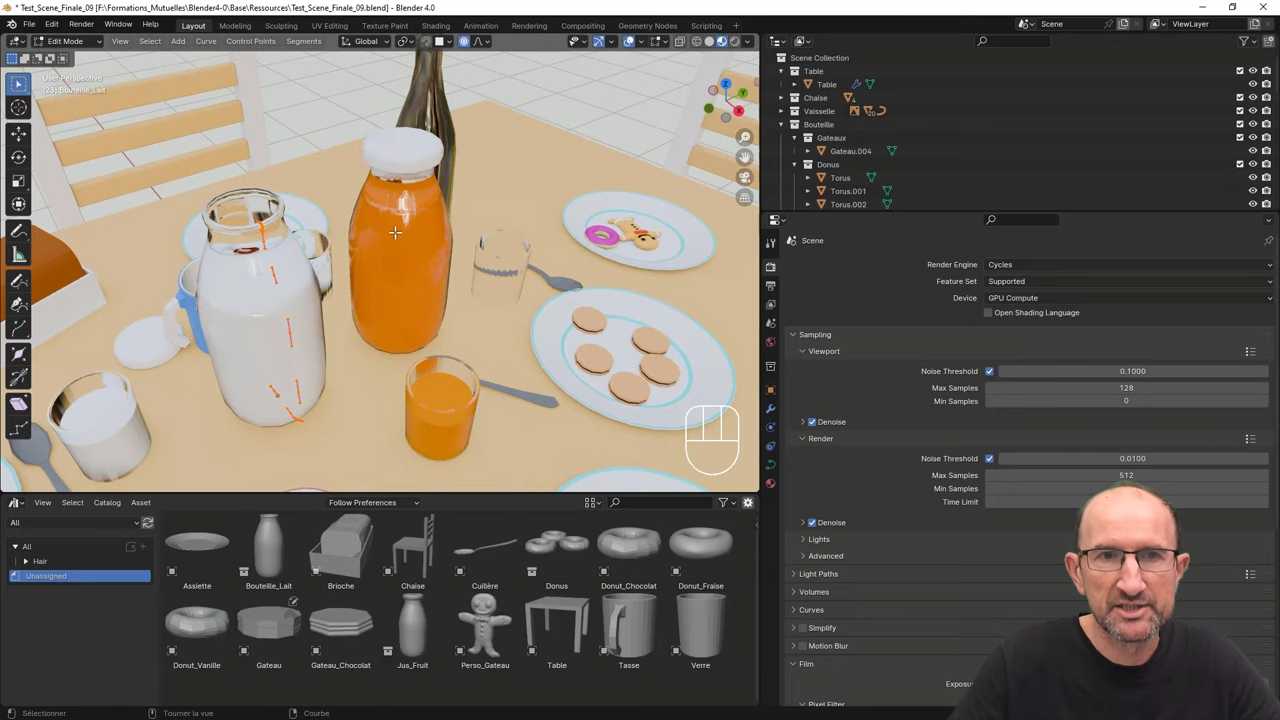 * Test_Scene_Finale_09 [F:\Formations_Mutuelles\Blender4-0\Base\Ressources\Test_Scene_Finale_09.blend] - Blender 4.0
File Edit Render Window Help
Layout Modeling Sculpting UV Editing Texture Paint Shading Animation Rendering Compositing Geometry Nodes Scripting
Scene
ViewLayer
Edit Mode View Select Add Curve Control Points Segments
Global
User Perspective
(23) Bouteille_Lait
X
Y
Z
Scene Collection
Table
Table
Chaise
Vaisselle
Bouteille
Gateaux
Gateau.004
Donus
Torus
Torus.001
Torus.002
Scene
Render Engine Cycles
Feature Set Supported
Device GPU Compute
Open Shading Language
Sampling
Viewport
Noise Threshold 0.1000
Max Samples 128
Min Samples 0
Denoise
Render
Noise Threshold 0.0100
Max Samples 512
Min Samples
Time Limit
Denoise
Lights
Advanced
Light Paths
Volumes
Curves
Simplify
Motion Blur
Film
View Select Catalog Asset
Follow Preferences
All
All
Hair
Unassigned
Assiette Bouteille_Lait Brioche Chaise Cuillère Donus Donut_Chocolat Donut_Fraise
Donut_Vanille Gateau Gateau_Chocolat Jus_Fruit Perso_Gateau Table Tasse Verre
Sélectionner Tourner la vue Courbe